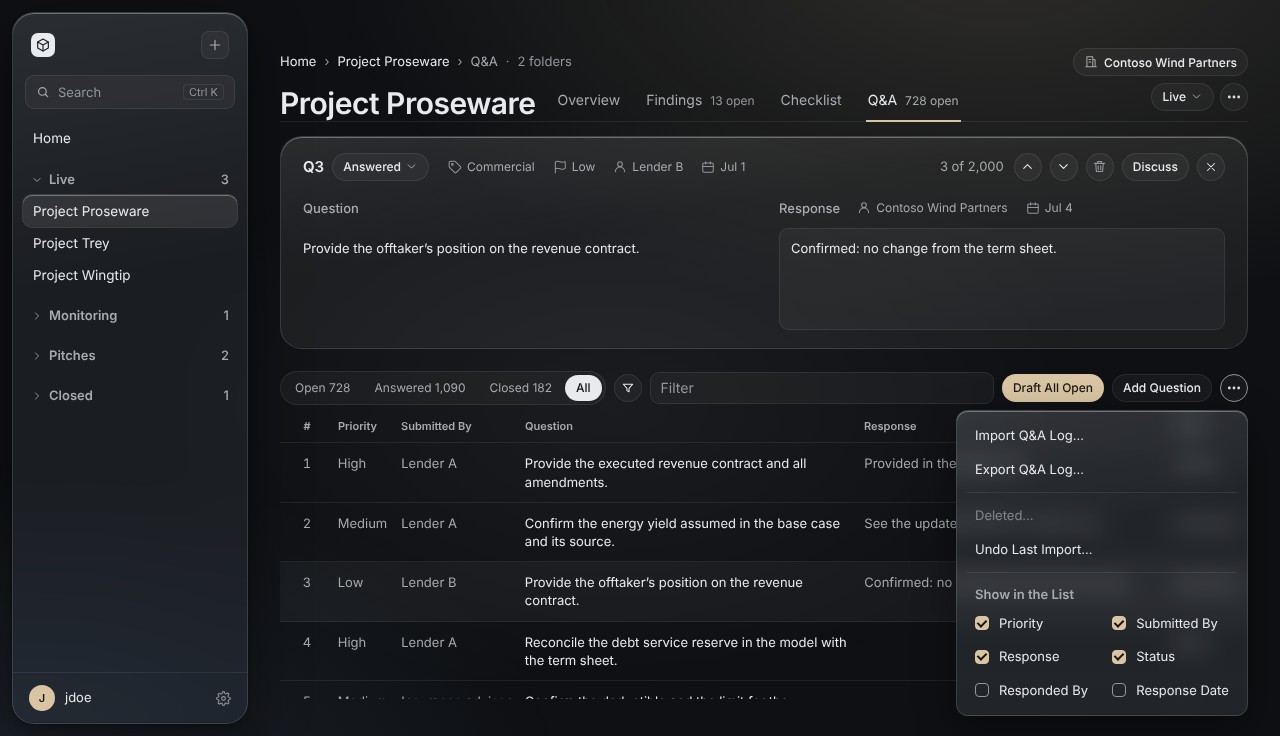 Ctrl K
Search
Home
Live 3
Project Proseware
Project Trey
Project Wingtip
Monitoring 1
Pitches 2
Closed 1
J jdoe
Home › Project Proseware › Q&A · 2 folders
Contoso Wind Partners
Project Proseware
Overview
Findings 13 open
Checklist
Q&A 728 open
Live
Q3 Answered Commercial Low Lender B Jul 1
3 of 2,000 Discuss
Question
Response Contoso Wind Partners Jul 4
Provide the offtaker’s position on the revenue contract.
Confirmed: no change from the term sheet.
Open 728 Answered 1,090 Closed 182 All
Filter
Draft All Open
Add Question
# Priority Submitted By Question Response
1 High Lender A Provide the executed revenue contract and all amendments. Provided in the
2 Medium Lender A Confirm the energy yield assumed in the base case and its source. See the update
3 Low Lender B Provide the offtaker’s position on the revenue contract. Confirmed: no
4 High Lender A Reconcile the debt service reserve in the model with the term sheet.
Import Q&A Log...
Export Q&A Log...
Deleted...
Undo Last Import...
Show in the List
Priority
Submitted By
Response
Status
Responded By
Response Date